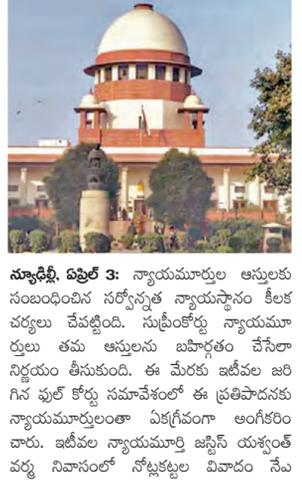 న్యూఢిల్లీ, ఏప్రిల్ 3: న్యాయమూర్తుల ఆస్తులకు
సంబంధించిన సర్వోన్నత న్యాయస్థానం కీలక
చర్యలు చేపట్టింది. సుప్రీంకోర్టు న్యాయమూ
ర్తులు తమ ఆస్తులను బహిర్గతం చేసేలా
నిర్ణయం తీసుకుంది. ఈ మేరకు ఇటీవల జరి
గిన ఫుల్ కోర్టు సమావేశంలో ఈ ప్రతిపాదనకు
న్యాయమూర్తులంతా ఏకగ్రీవంగా అంగీకరిం
చారు. ఇటీవల న్యాయమూర్తి జస్టిస్ యశ్వంత్
వర్మ నివాసంలో నోట్లకట్టల వివాదం నేప